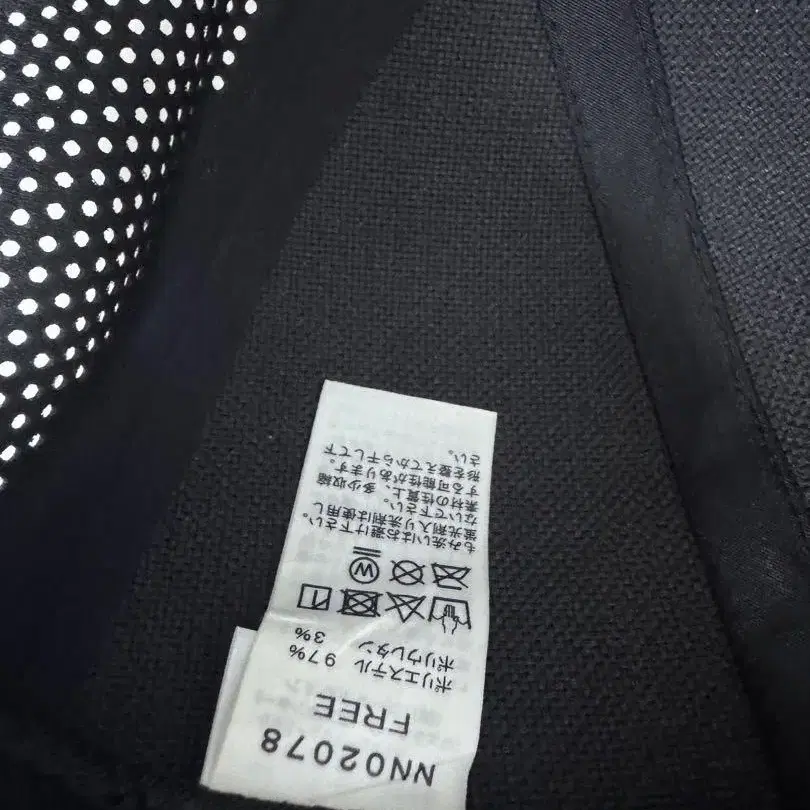 NN02078
FREE
ポリエステル 97%
ポリウレタン 3%
W
もみ洗いはお避け下さい。
蛍光剤入り洗剤は使用し
ないで下さい。
素材の性質上、多少収縮
する可能性があります。
形を整えてから干して下
さい。